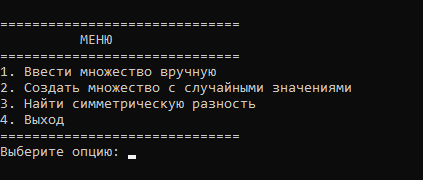 ==============================
МЕНЮ
==============================
1. Ввести множество вручную
2. Создать множество с случайными значениями
3. Найти симметрическую разность
4. Выход
==============================
Выберите опцию: